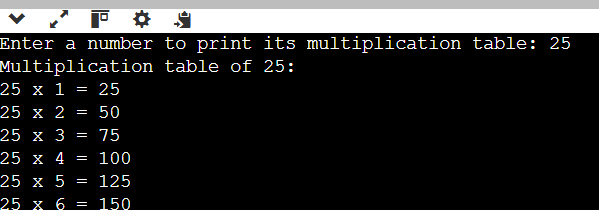 Enter a number to print its multiplication table: 25
Multiplication table of 25:
25 x 1 = 25
25 x 2 = 50
25 x 3 = 75
25 x 4 = 100
25 x 5 = 125
25 x 6 = 150